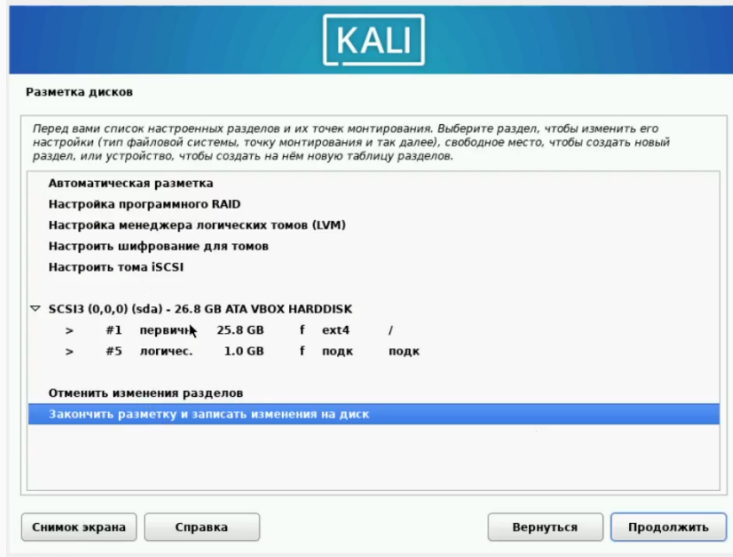 KALI
Разметка дисков
Перед вами список настроенных разделов и их точек монтирования. Выберите раздел, чтобы изменить его
настройки (тип файловой системы, точку монтирования и так далее), свободное место, чтобы создать новый
раздел, или устройство, чтобы создать на нём новую таблицу разделов.
Автоматическая разметка
Настройка программного RAID
Настройка менеджера логических томов (LVM)
Настроить шифрование для томов
Настроить тома iSCSI
SCSI3 (0,0,0) (sda) - 26.8 GB ATA VBOX HARDDISK
> #1 первичн 25.8 GB f ext4 /
> #5 логичес. 1.0 GB f подк подк
Отменить изменения разделов
Закончить разметку и записать изменения на диск
Снимок экрана Справка Вернуться Продолжить